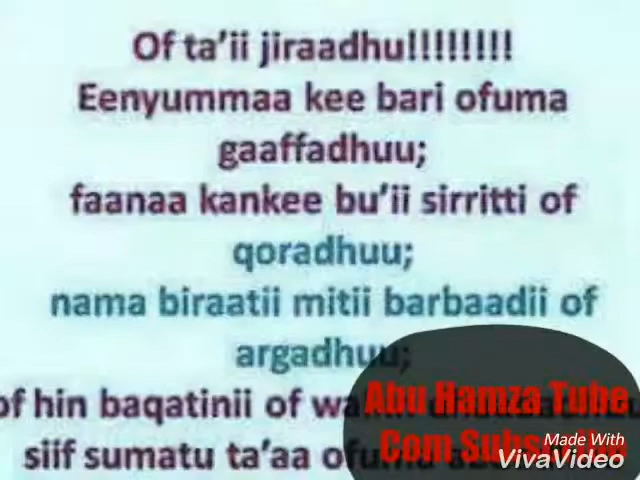 Of ta’ii jiraadhu!!!!!!!!!
Eenyummaa kee bari ofuma
gaaffadhuu;
faanaa kankee bu’ii sirritti of
qoradhuu;
nama biraatii mitii barbaadii of
argadhuu;
of hin baqatinii of
siif sumatu ta’aa
Abu Hamza Tube
Com
Made With
VivaVideo